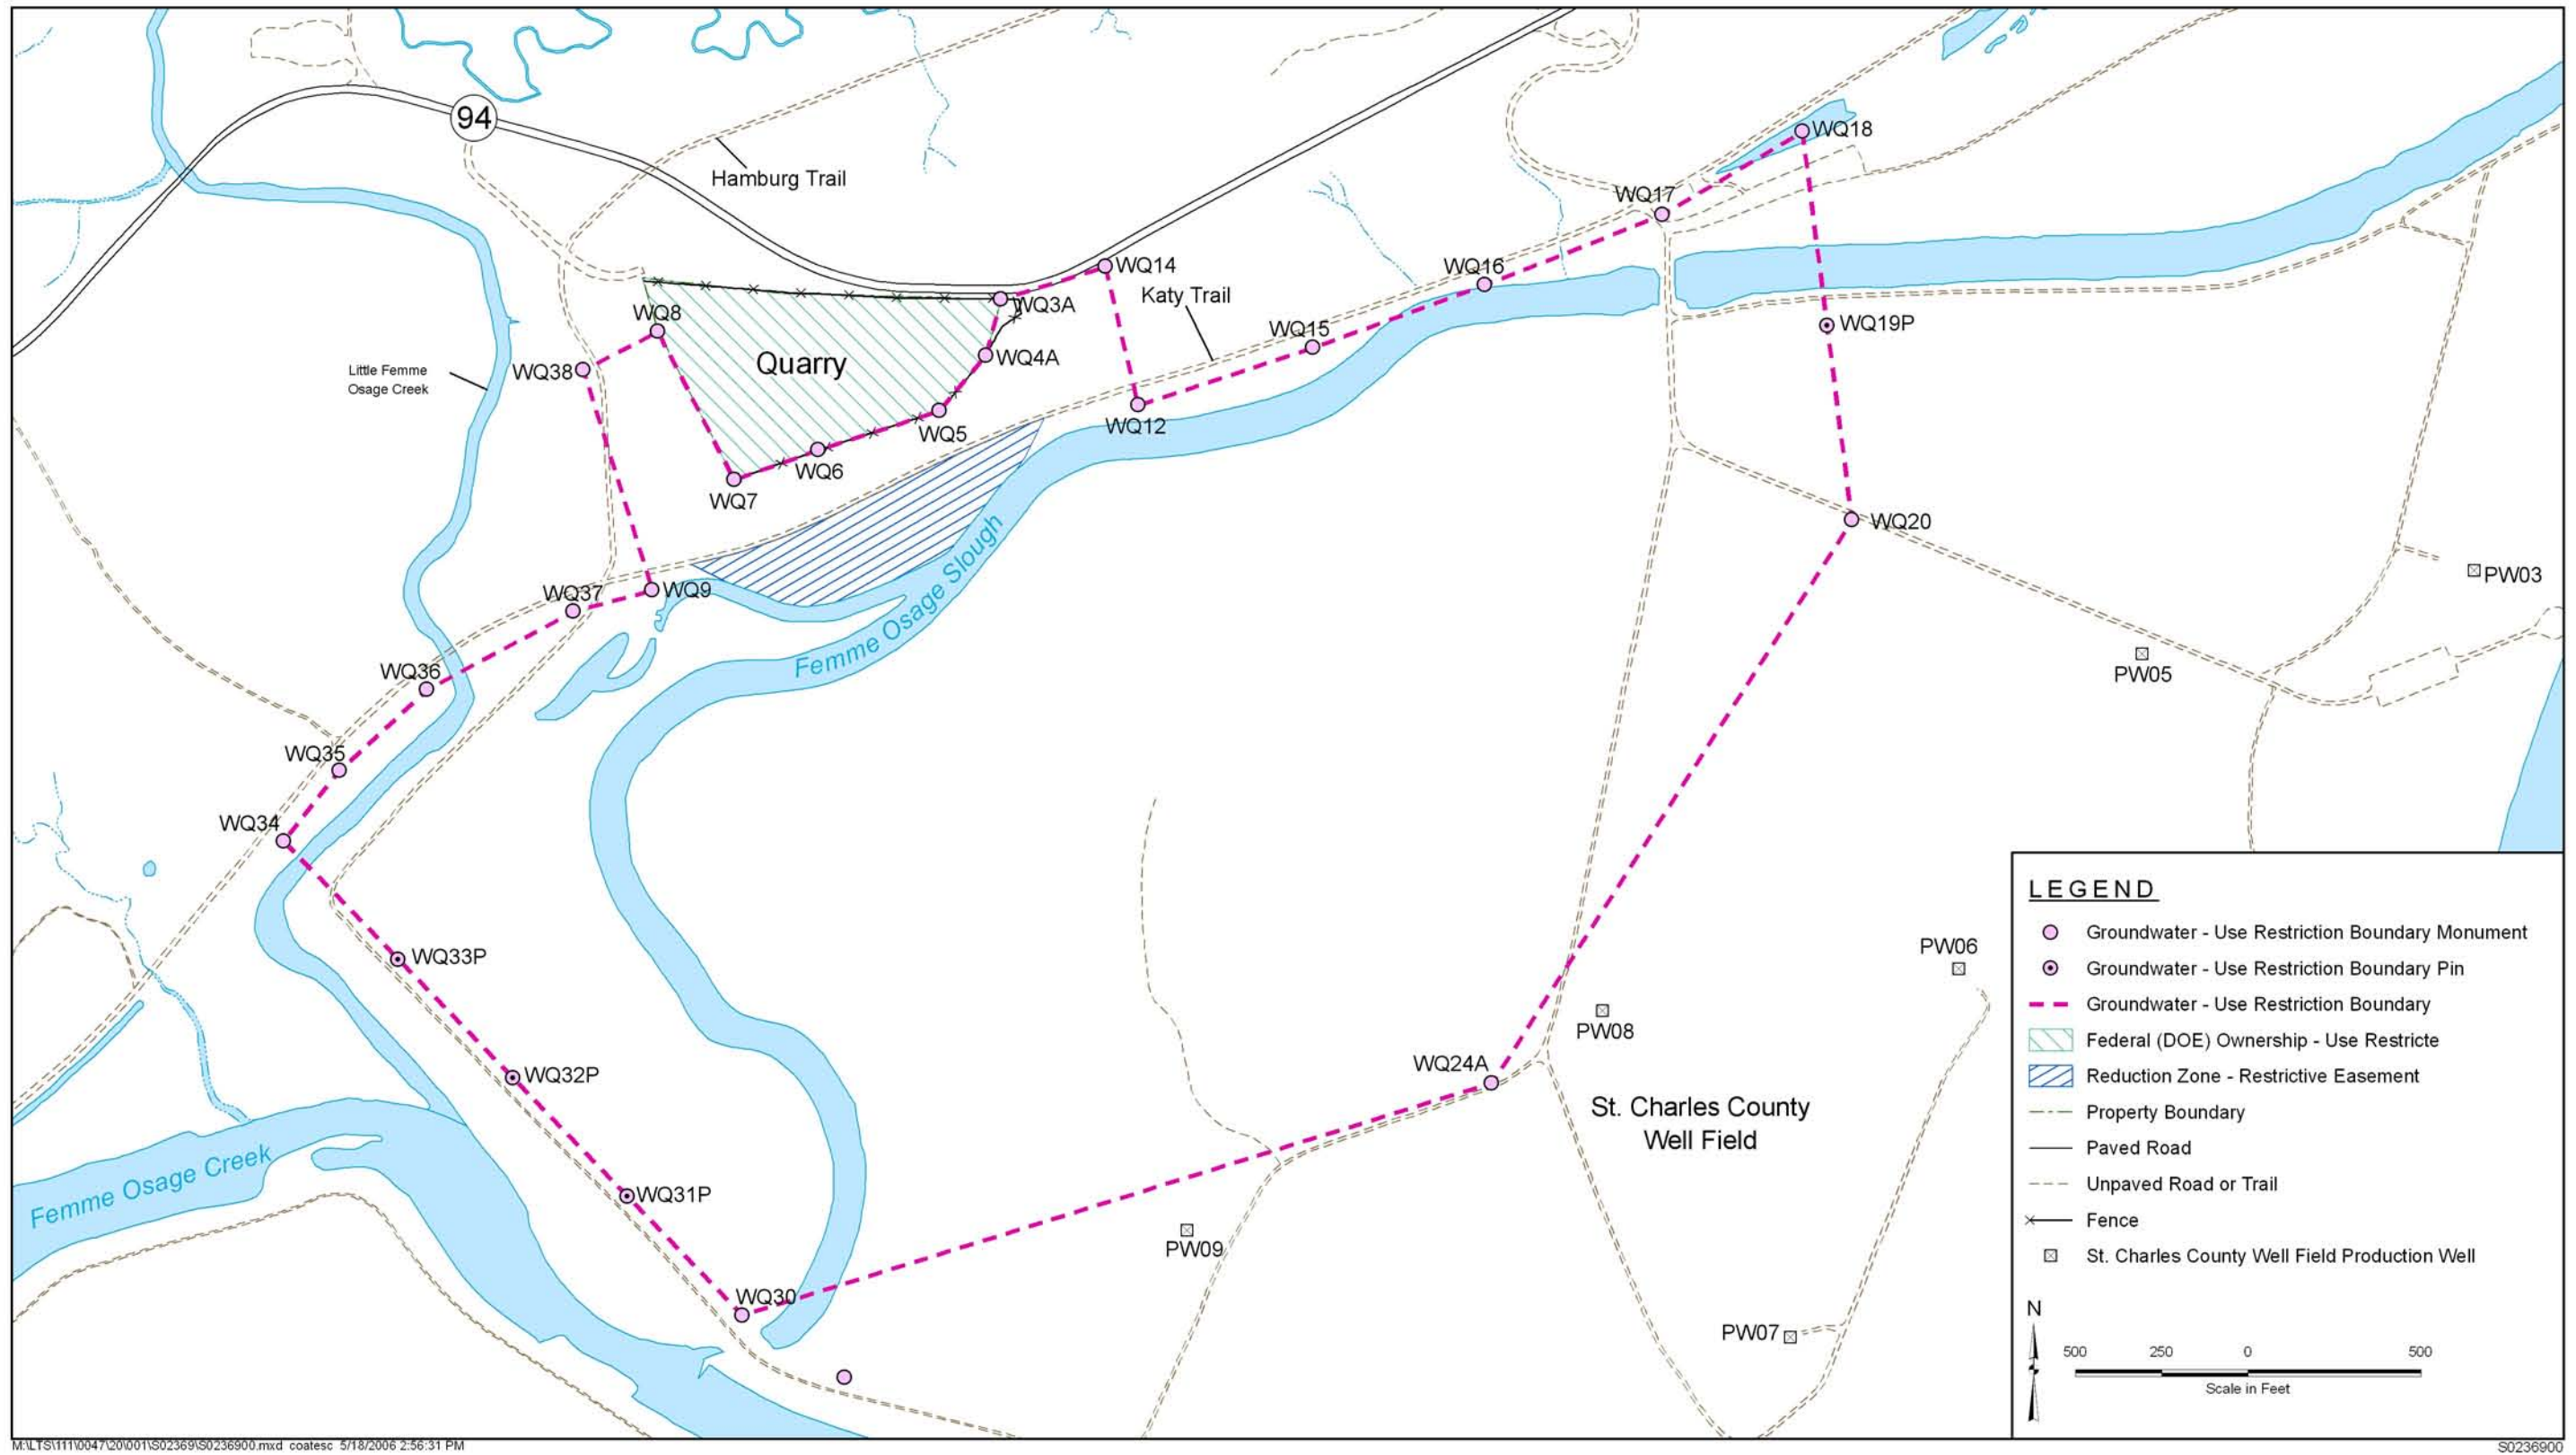 94
Hamburg Trail
WQ18
WQ17
WQ14
WQ16
Katy Trail
WQ3A
WQ8
WQ19P
WQ15
WQ4A
Quarry
Little Femme
Osage Creek
WQ38
WQ12
WQ5
WQ6
WQ7
WQ20
Femme Osage Slough
PW03
WQ37
WQ9
WQ36
PW05
WQ35
WQ34
PW06
WQ33P
PW08
WQ24A
WQ32P
St. Charles County
Well Field
Femme Osage Creek
WQ31P
PW09
WQ30
PW07
LEGEND
Groundwater - Use Restriction Boundary Monument
Groundwater - Use Restriction Boundary Pin
Groundwater - Use Restriction Boundary
Federal (DOE) Ownership - Use Restricte
Reduction Zone - Restrictive Easement
Property Boundary
Paved Road
Unpaved Road or Trail
Fence
St. Charles County Well Field Production Well
N
500 250 0 500
Scale in Feet
M:\LTS\111\0047\20\001\S02369\S0236900.mxd coatesc 5/18/2006 2:56:31 PM
S0236900